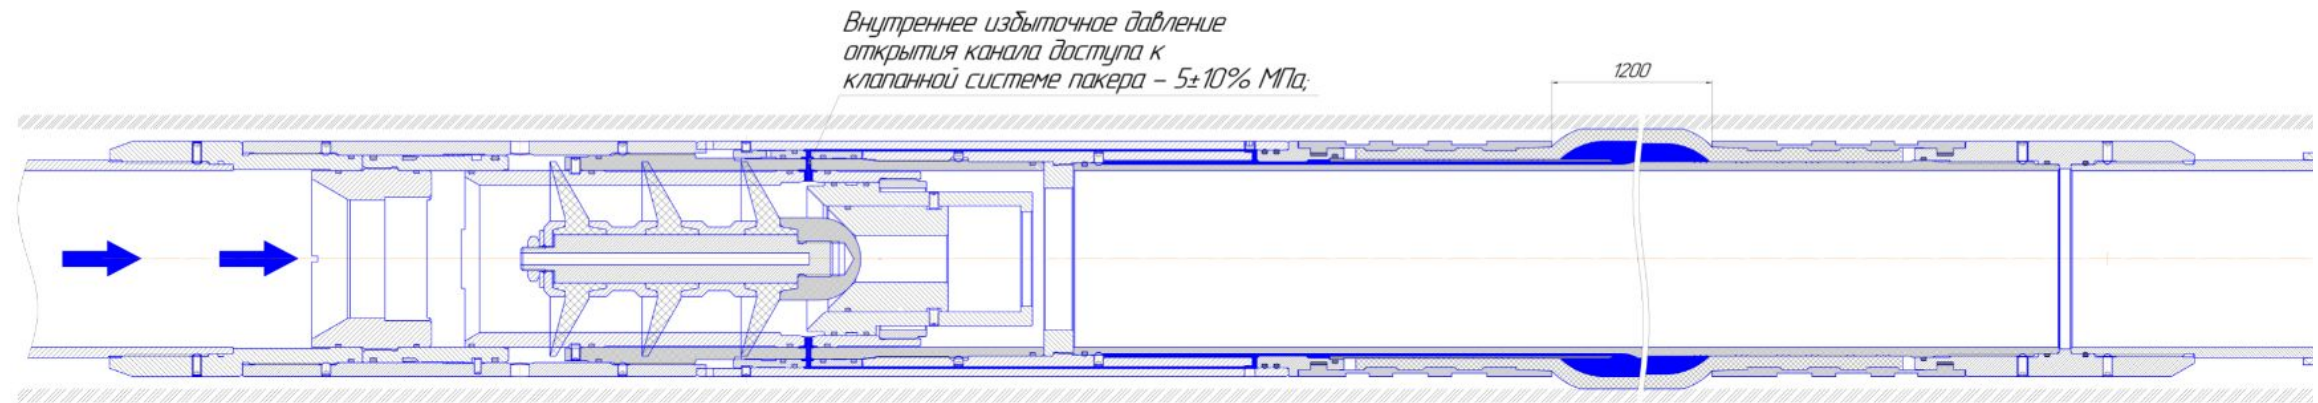 Внутреннее избыточное давление
открытия канала доступа к
клапанной системе пакера – 5±10% МПа;
1200